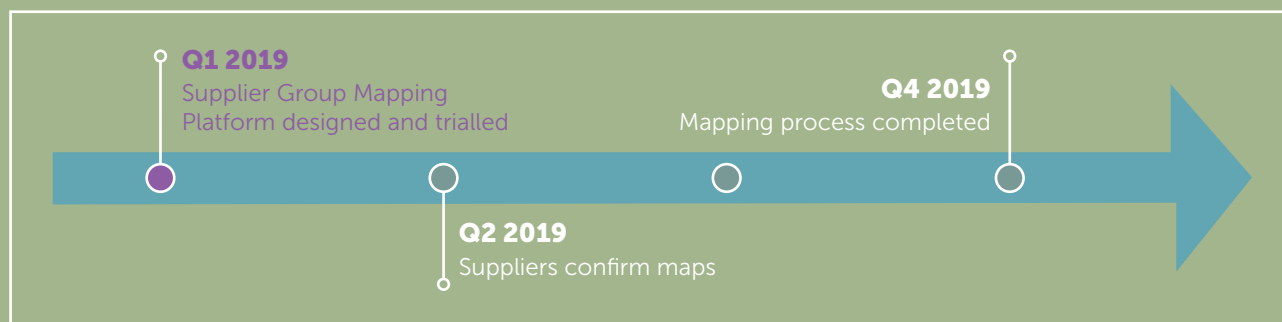 Q1 2019
Supplier Group Mapping
Platform designed and trialled
Q2 2019
Suppliers confirm maps
Q4 2019
Mapping process completed